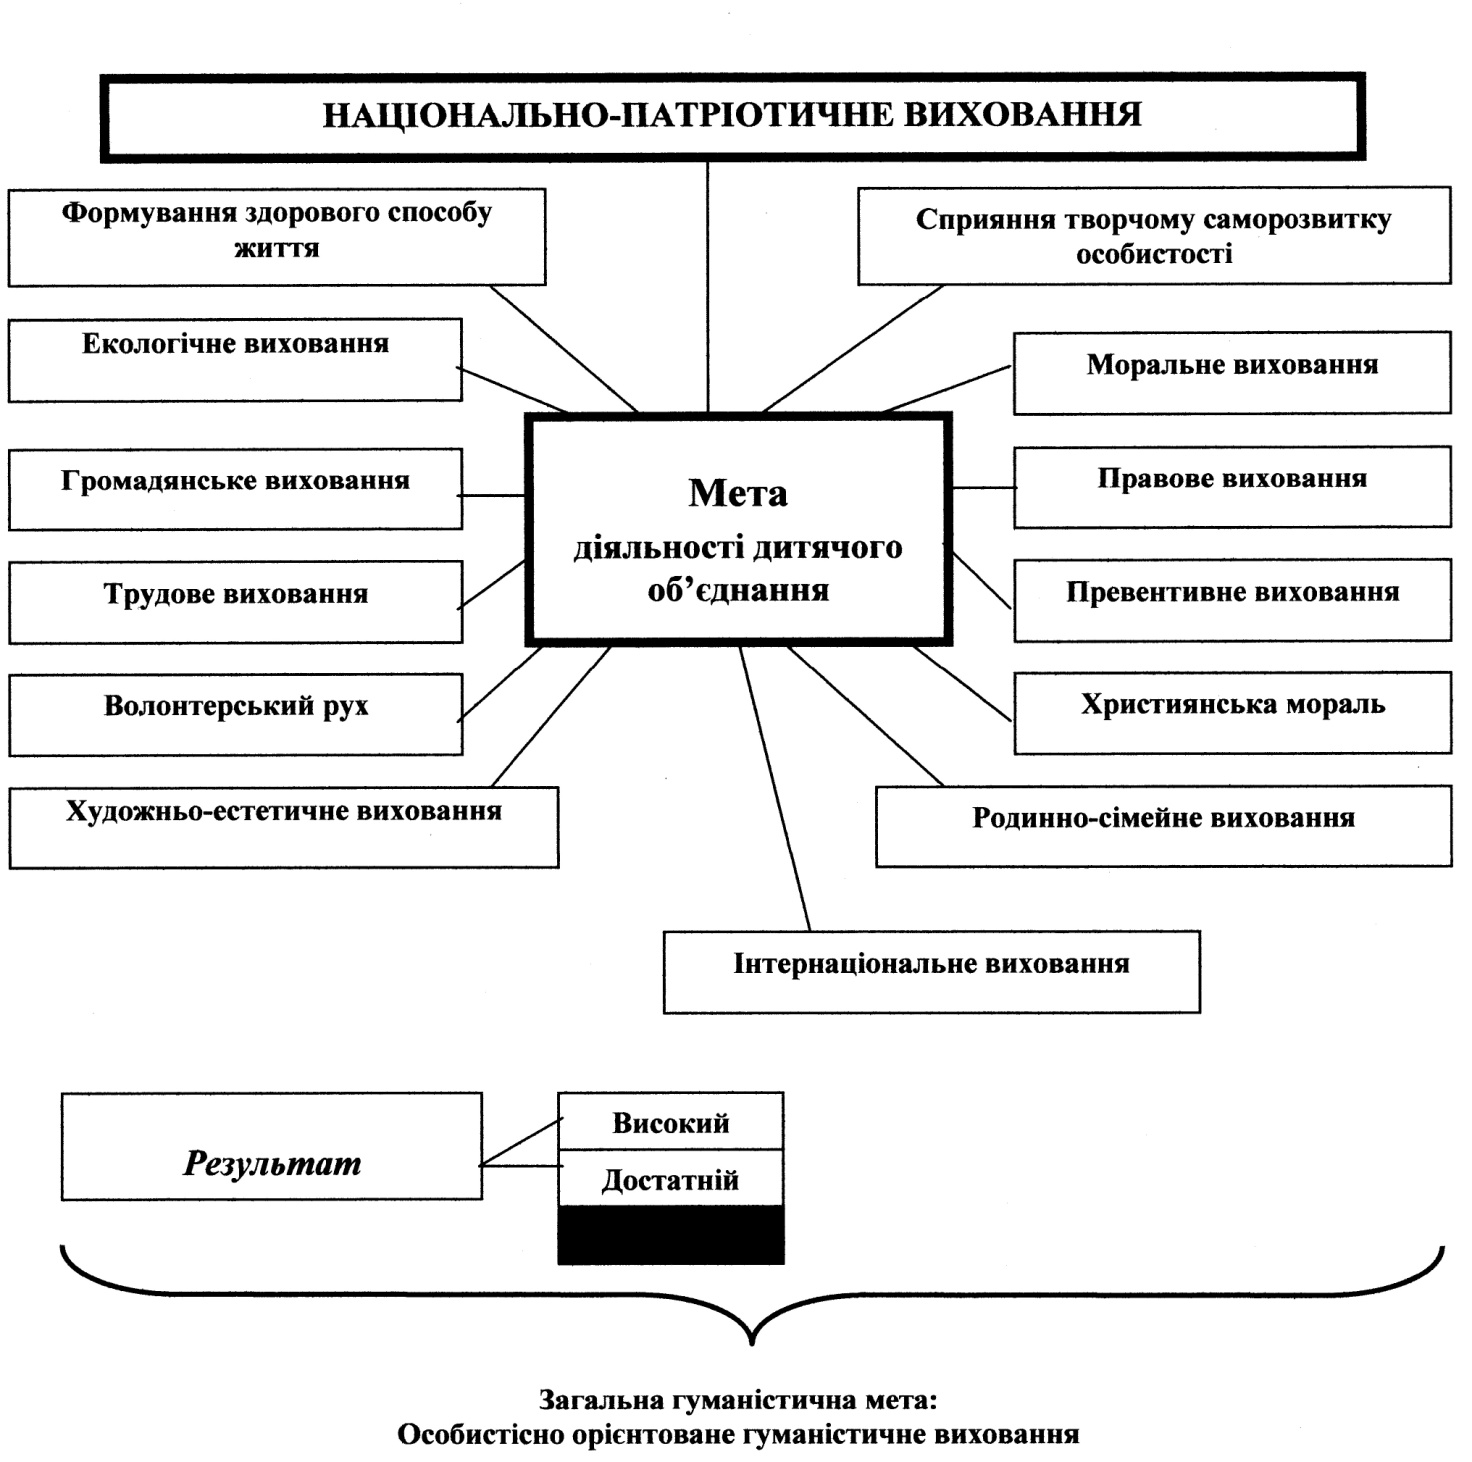 НАЦІОНАЛЬНО-ПАТРІОТИЧНЕ ВИХОВАННЯ
Формування здорового способу
життя
Сприяння творчому саморозвитку
особистості
Екологічне виховання
Моральне виховання
Громадянське виховання
Правове виховання
Мета
діяльності дитячого
об’єднання
Трудове виховання
Превентивне виховання
Волонтерський рух
Християнська мораль
Художньо-естетичне виховання
Родинно-сімейне виховання
Інтернаціональне виховання
Результат
Високий
Достатній
Загальна гуманістична мета:
Особистісно орієнтоване гуманістичне виховання